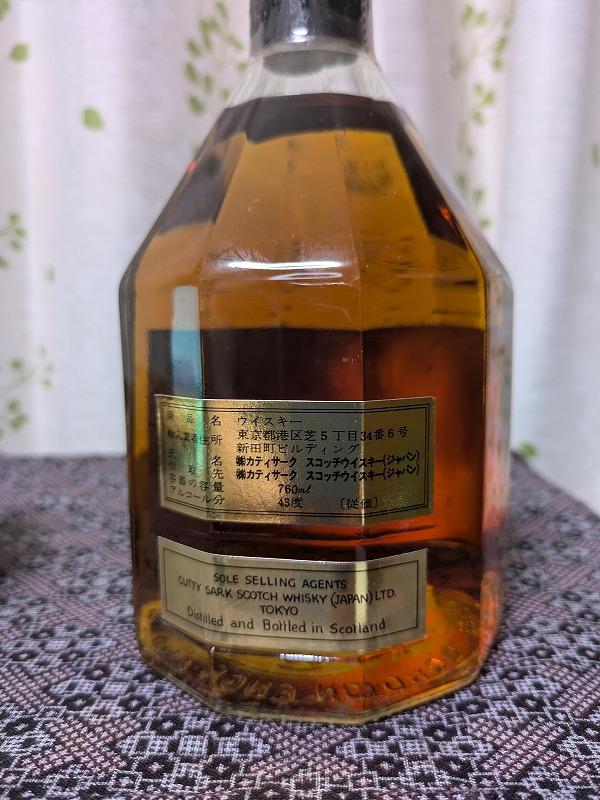 商品名 ウイスキー
輸入業者住所 東京都港区芝5丁目34番6号
新田町ビルディング
氏名 ㈱カティサーク スコッチウイスキー(ジャパン)
引取先 ㈱カティサーク スコッチウイスキー(ジャパン)
容器の容量 760ml
アルコール分 43度 〔従価〕
SOLE SELLING AGENTS
CUTTY SARK SCOTCH WHISKY (JAPAN) LTD.
TOKYO
Distilled and Bottled in Scotland